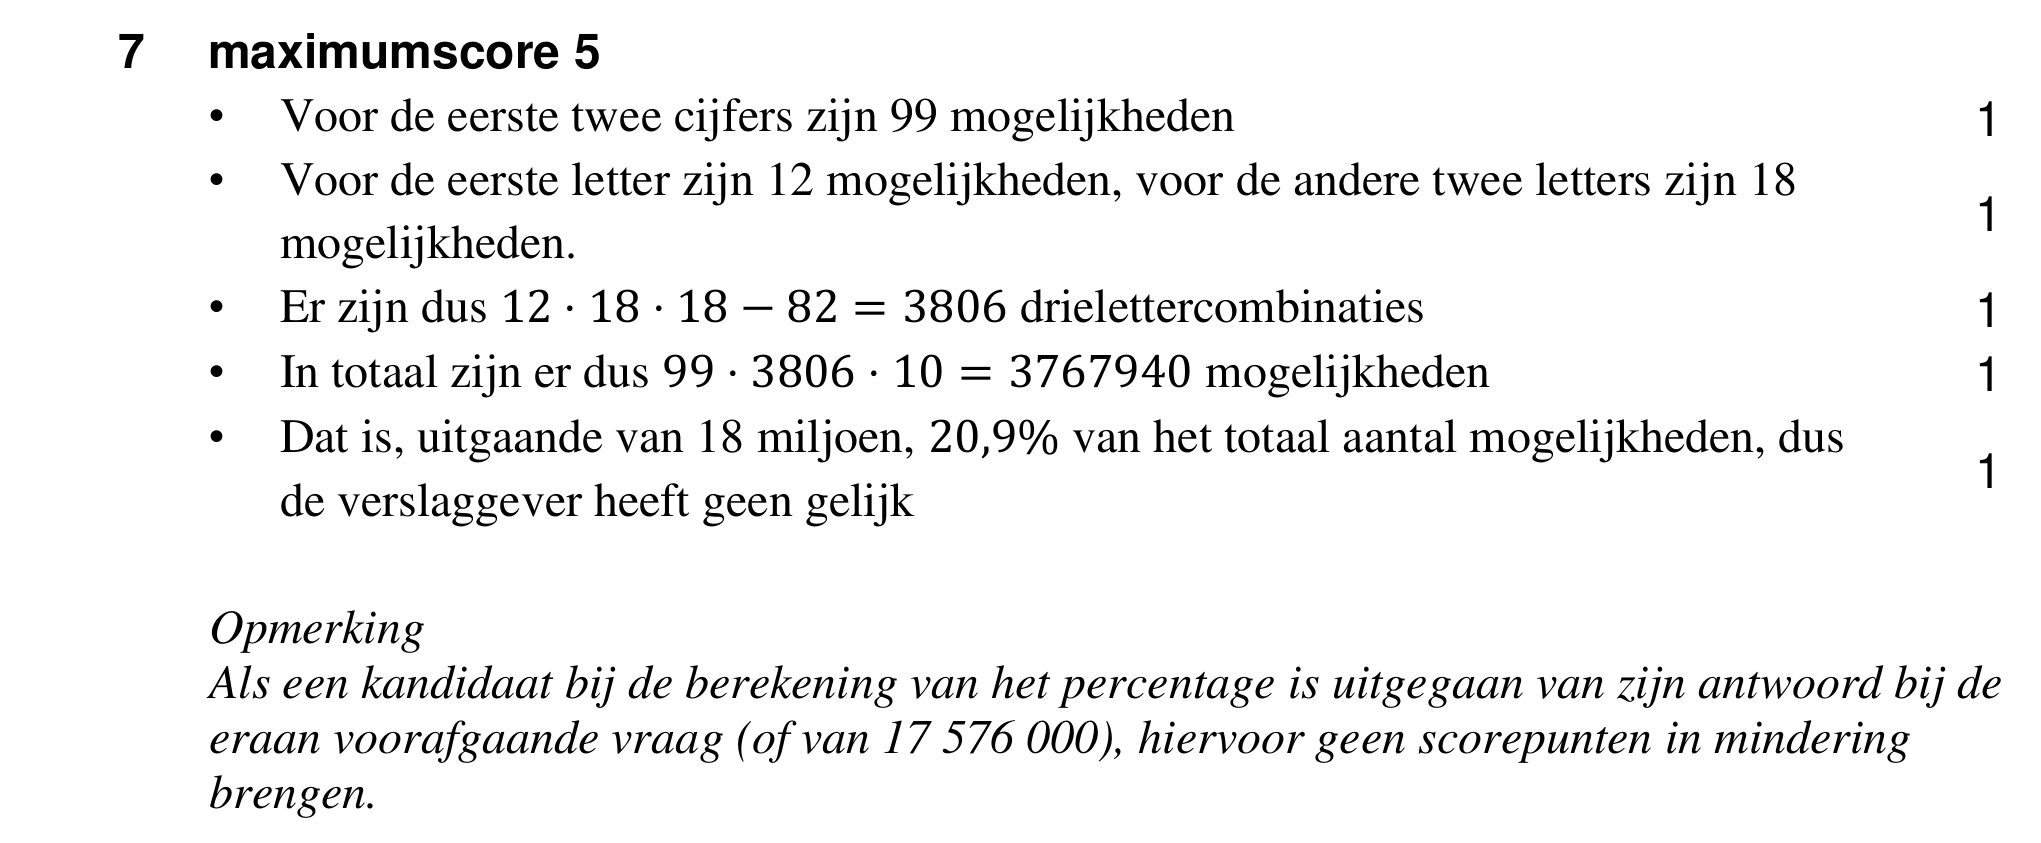 7 maximumscore 5
• Voor de eerste twee cijfers zijn 99 mogelijkheden 1
• Voor de eerste letter zijn 12 mogelijkheden, voor de andere twee letters zijn 18
mogelijkheden. 1
• Er zijn dus 12 · 18 · 18 − 82 = 3806 drielettercombinaties 1
• In totaal zijn er dus 99 · 3806 · 10 = 3767940 mogelijkheden 1
• Dat is, uitgaande van 18 miljoen, 20,9% van het totaal aantal mogelijkheden, dus
de verslaggever heeft geen gelijk 1
Opmerking
Als een kandidaat bij de berekening van het percentage is uitgegaan van zijn antwoord bij de
eraan voorafgaande vraag (of van 17 576 000), hiervoor geen scorepunten in mindering
brengen.